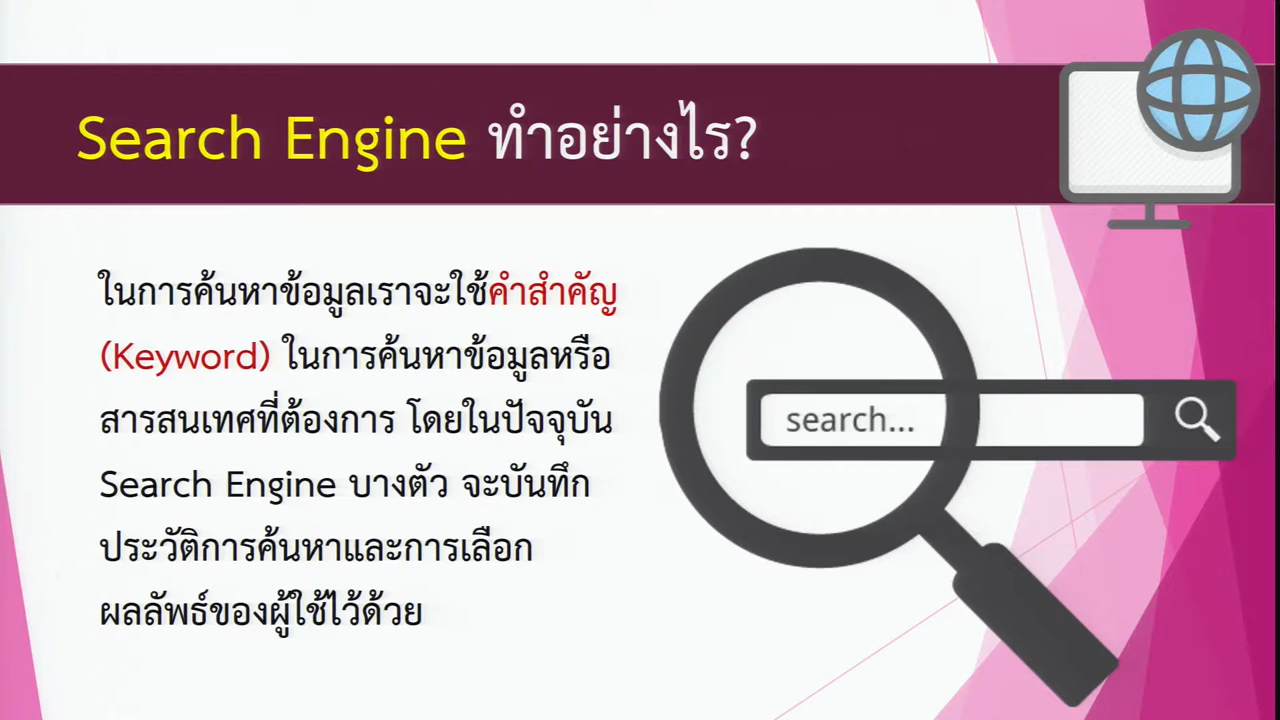 Search Engine ทำอย่างไร?
ในการค้นหาข้อมูลเราจะใช้คำสำคัญ
(Keyword) ในการค้นหาข้อมูลหรือ
สารสนเทศที่ต้องการ โดยในปัจจุบัน
Search Engine บางตัว จะบันทึก
ประวัติการค้นหาและการเลือก
ผลลัพธ์ของผู้ใช้ไว้ด้วย
search...